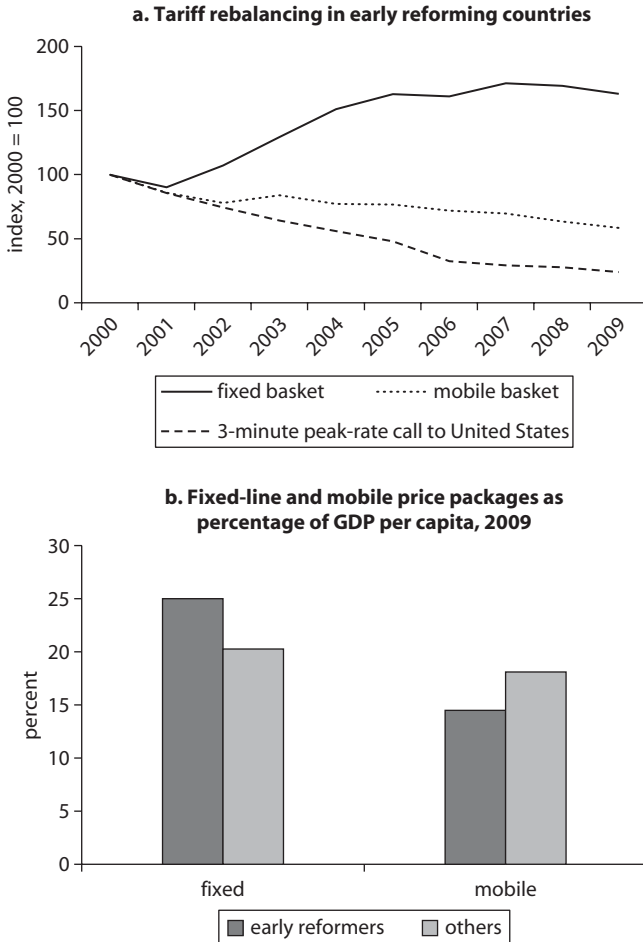 a. Tariff rebalancing in early reforming countries
200
150
100
50
0
index, 2000 = 100
2000
2001
2002
2003
2004
2005
2006
2007
2008
2009
fixed basket
mobile basket
3-minute peak-rate call to United States
b. Fixed-line and mobile price packages as
percentage of GDP per capita, 2009
30
25
20
15
10
5
0
percent
fixed
mobile
early reformers
others